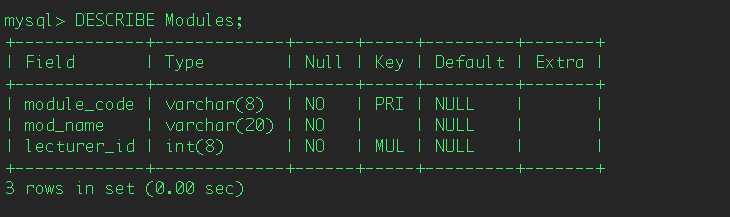 mysql> DESCRIBE Modules;
+-------------+-------------+------+-----+---------+-------+
| Field       | Type        | Null | Key | Default | Extra |
+-------------+-------------+------+-----+---------+-------+
| module_code | varchar(8)  | NO   | PRI | NULL    |       |
| mod_name    | varchar(20) | NO   |     | NULL    |       |
| lecturer_id | int(8)      | NO   | MUL | NULL    |       |
+-------------+-------------+------+-----+---------+-------+
3 rows in set (0.00 sec)